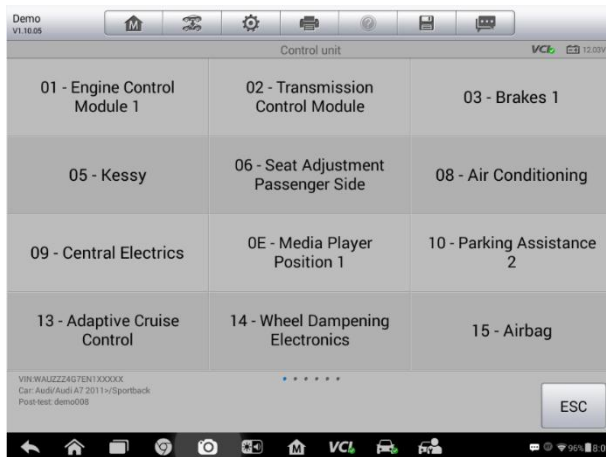 Demo
V1.10.05
Control unit
VCI 12.03V
01 - Engine Control
Module 1
02 - Transmission
Control Module
03 - Brakes 1
05 - Kessy
06 - Seat Adjustment
Passenger Side
08 - Air Conditioning
09 - Central Electrics
0E - Media Player
Position 1
10 - Parking Assistance
2
13 - Adaptive Cruise
Control
14 - Wheel Dampening
Electronics
15 - Airbag
VIN:WAUZZZ4G7EN1XXXXX
Car: Audi/Audi A7 2011>/Sportback
Post-test: demo008
ESC
VCI 96% 8:0